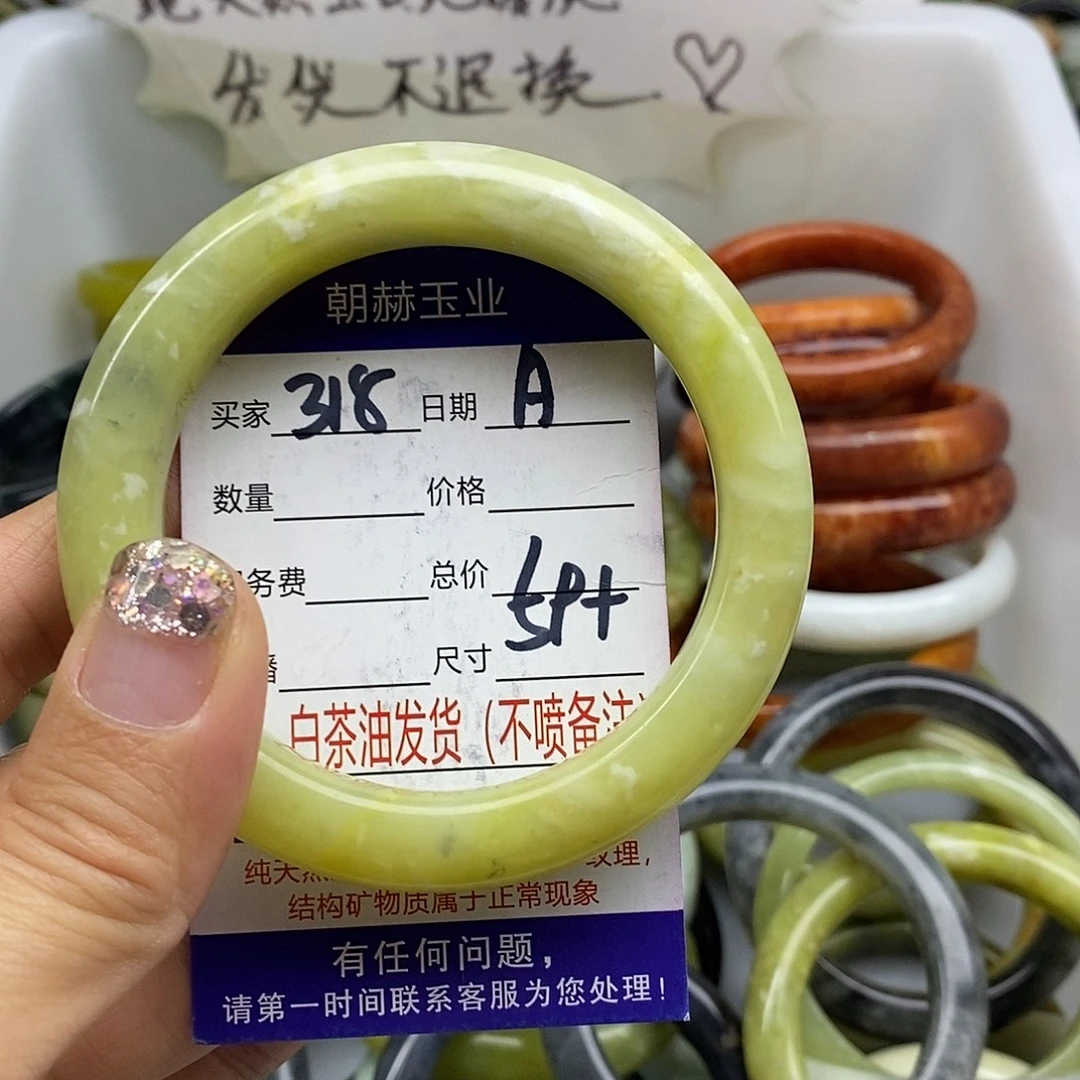 发货不退换
朝赫玉业
买家 318 日期 A
数量 价格
务费 总价
尺寸
白茶油发货（不喷备注
纯天 纹理，
结构矿物质属于正常现象
有任何问题，
请第一时间联系客服为您处理！